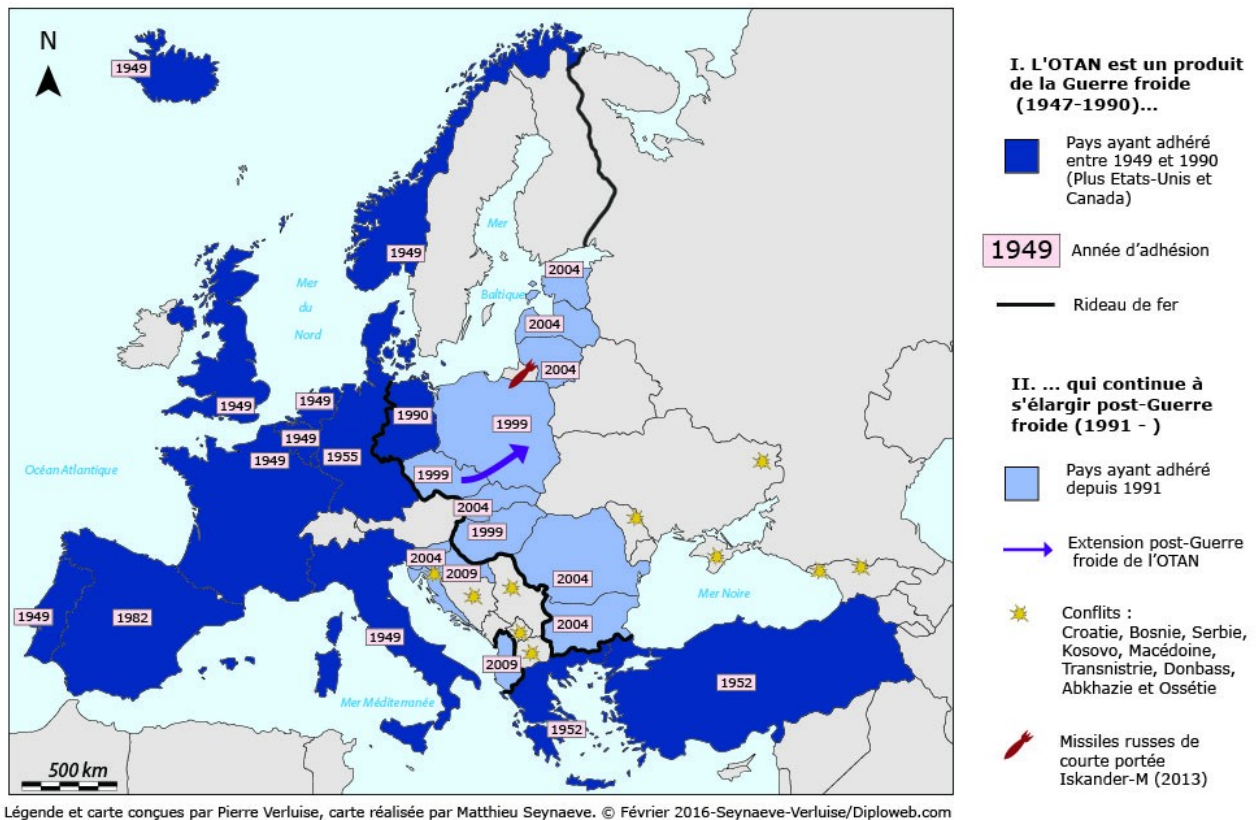 N
1949
1949
Mer
du
Nord
Mer
Baltique
2004
2004
2004
1949
1949
1990
1949
1949
1955
1999
1999
Océan Atlantique
2004
1999
2004
2009
2004
Mer Noire
2004
1949
1982
1949
2009
1952
Mer Méditerranée
1952
500 km
I. L'OTAN est un produit
de la Guerre froide
(1947-1990)...
Pays ayant adhéré
entre 1949 et 1990
(Plus Etats-Unis et
Canada)
1949
Année d'adhésion
Rideau de fer
II. ... qui continue à
s'élargir post-Guerre
froide (1991 - )
Pays ayant adhéré
depuis 1991
Extension post-Guerre
froide de l'OTAN
Conflits :
Croatie, Bosnie, Serbie,
Kosovo, Macédoine,
Transnistrie, Donbass,
Abkhazie et Ossétie
Missiles russes de
courte portée
Iskander-M (2013)
Légende et carte conçues par Pierre Verluise, carte réalisée par Matthieu Seynaeve. © Février 2016-Seynaeve-Verluise/Diploweb.com